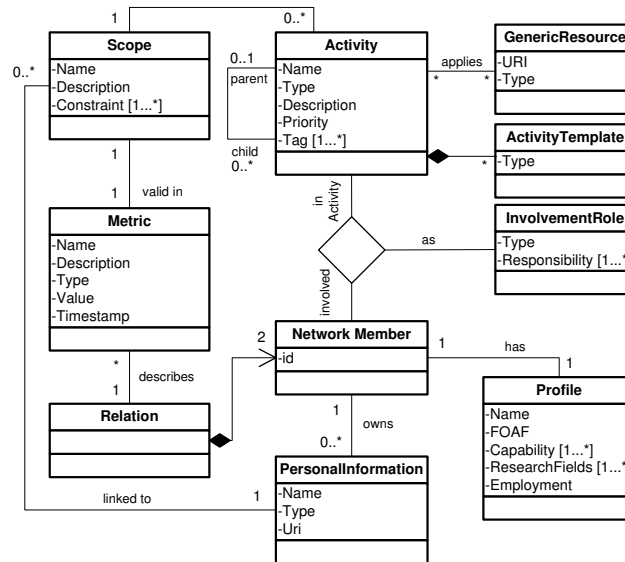 1
0..*
Scope
-Name
-Description
-Constraint [1...*]
0..*
Activity
-Name
-Type
-Description
-Priority
-Tag [1...*]
0..1
parent
child
0..*
applies
*
*
GenericResource
-URI
-Type
ActivityTemplate
-Type
*
1
1
valid in
in
Activity
InvolvementRole
-Type
-Responsibility [1...*
as
Metric
-Name
-Description
-Type
-Value
-Timestamp
involved
*
1
describes
2
Network Member
-id
1
has
1
Relation
1
owns
0..*
Profile
-Name
-FOAF
-Capability [1...*]
-ResearchFields [1...*
-Employment
PersonalInformation
-Name
-Type
-Uri
linked to
1